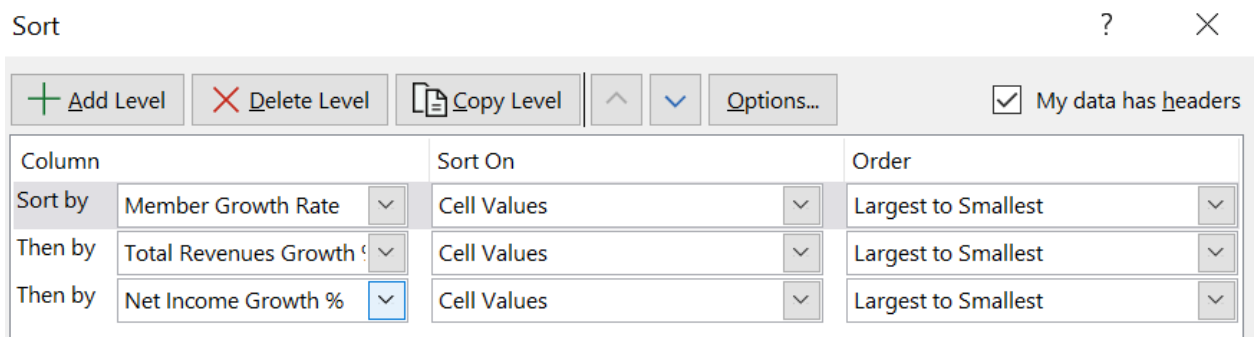 Sort ?
Add Level Delete Level Copy Level Options... My data has headers
Column Sort On Order
Sort by Member Growth Rate Cell Values Largest to Smallest
Then by Total Revenues Growth Cell Values Largest to Smallest
Then by Net Income Growth % Cell Values Largest to Smallest